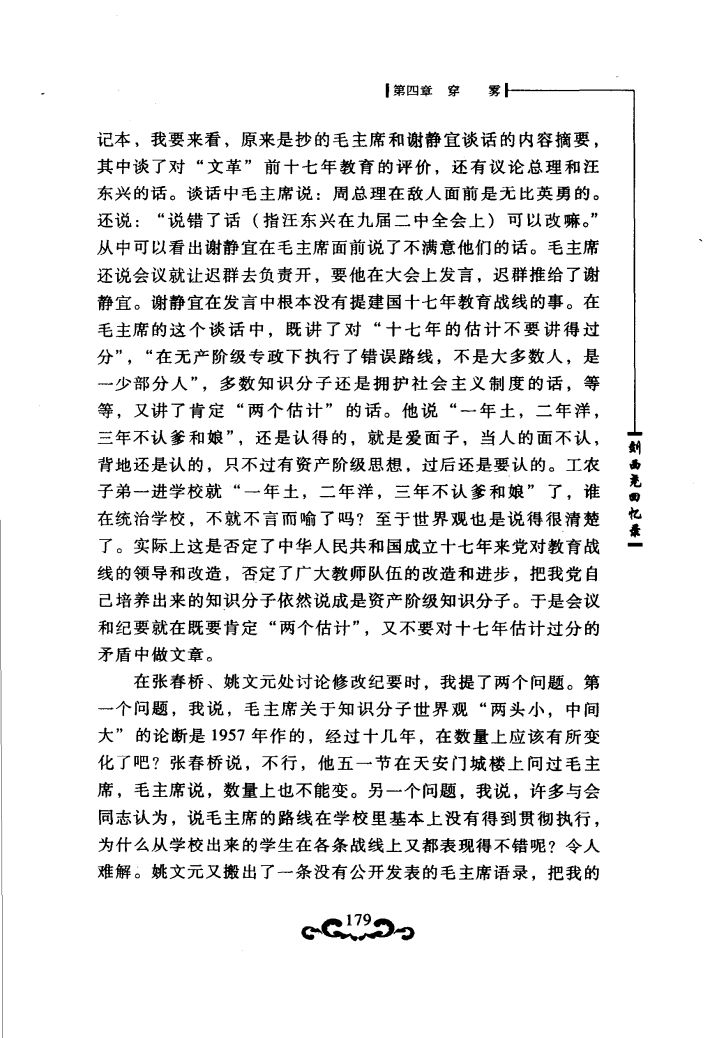 第四章 穿 雾
记本，我要来看，原来是抄的毛主席和谢静宜谈话的内容摘要，
其中谈了对“文革”前十七年教育的评价，还有议论总理和汪
东兴的话。谈话中毛主席说：周总理在敌人面前是无比英勇的。
还说：“说错了话（指汪东兴在九届二中全会上）可以改嘛。”
从中可以看出谢静宜在毛主席面前说了不满意他们的话。毛主席
还说会议就让迟群去负责开，要他在大会上发言，迟群推给了谢
静宜。谢静宜在发言中根本没有提建国十七年教育战线的事。在
毛主席的这个谈话中，既讲了对“十七年的估计不要讲得过
分”，“在无产阶级专政下执行了错误路线，不是大多数人，是
一少部分人”，多数知识分子还是拥护社会主义制度的话，等
等，又讲了肯定“两个估计”的话。他说“一年土，二年洋，
三年不认爹和娘”，还是认得的，就是爱面子，当人的面不认，
背地还是认的，只不过有资产阶级思想，过后还是要认的。工农
子弟一进学校就“一年土，二年洋，三年不认爹和娘”了，谁
在统治学校，不就不言而喻了吗？至于世界观也是说得很清楚
了。实际上这是否定了中华人民共和国成立十七年来党对教育战
线的领导和改造，否定了广大教师队伍的改造和进步，把我党自
己培养出来的知识分子依然说成是资产阶级知识分子。于是会议
和纪要就在既要肯定“两个估计”，又不要对十七年估计过分的
矛盾中做文章。
在张春桥、姚文元处讨论修改纪要时，我提了两个问题。第
一个问题，我说，毛主席关于知识分子世界观“两头小，中间
大”的论断是1957年作的，经过十几年，在数量上应该有所变
化了吧？张春桥说，不行，他五一节在天安门城楼上问过毛主
席，毛主席说，数量上也不能变。另一个问题，我说，许多与会
同志认为，说毛主席的路线在学校里基本上没有得到贯彻执行，
为什么从学校出来的学生在各条战线上又都表现得不错呢？令人
难解。姚文元又搬出了一条没有公开发表的毛主席语录，把我的
刘西尧回忆录
179